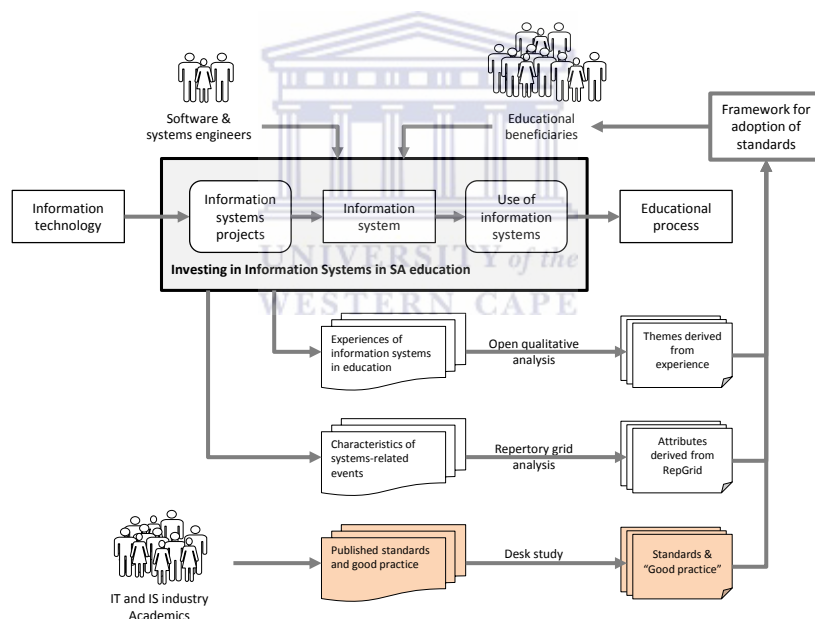 Software &
systems engineers
Educational
beneficiaries
Framework for
adoption of
standards
Information
technology
Information
systems
projects
Information
system
Use of
information
systems
Educational
process
Investing in Information Systems in SA education
UNIVERSITY of the
WESTERN CAPE
Experiences of
information systems
in education
Open qualitative
analysis
Themes derived
from
experience
Characteristics of
systems-related
events
Repertory grid
analysis
Attributes
derived from
RepGrid
Published standards
and good practice
Desk study
Standards &
“Good practice”
IT and IS industry
Academics